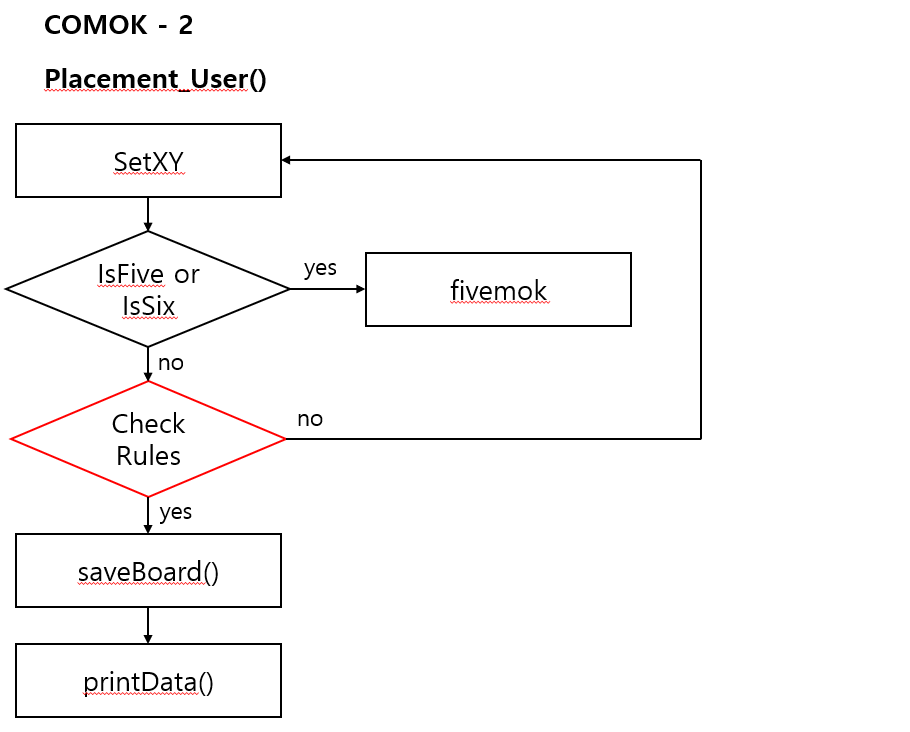 COMOK - 2
Placement_User()
SetXY
IsFive or
IsSix
yes
fivemok
no
Check
Rules
no
yes
saveBoard()
printData()